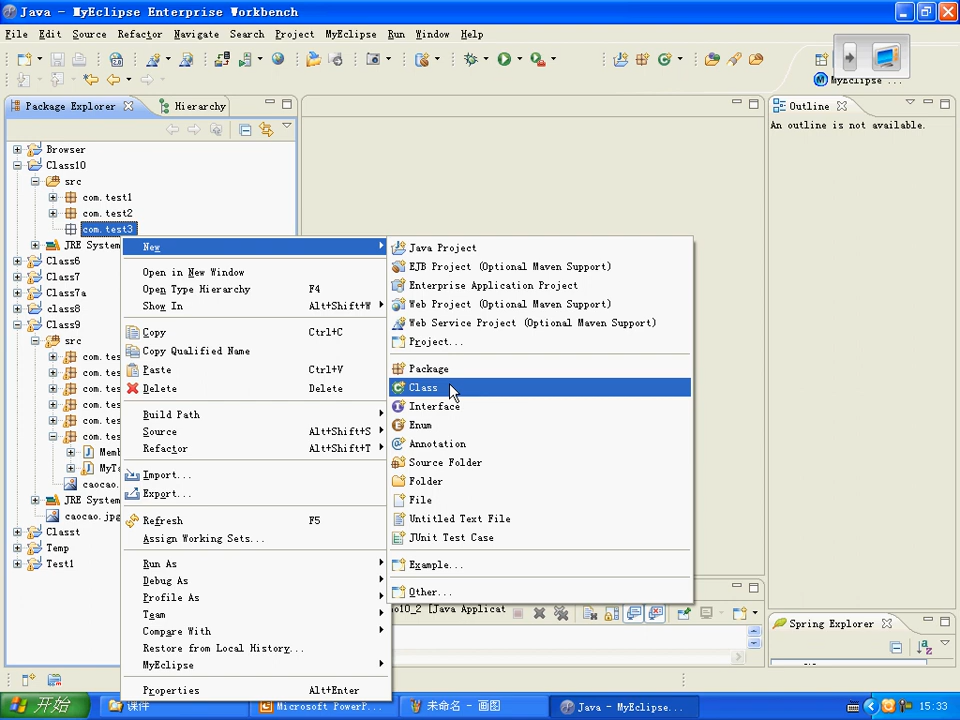 Java - MyEclipse Enterprise Workbench
File Edit Source Refactor Navigate Search Project MyEclipse Run Window Help
MyEclipse ...
Package Explorer
Hierarchy
Outline
An outline is not available.
Browser
Class10
src
com.test1
com.test2
com.test3
JRE System
Class6
Class7
Class7a
class8
Class9
src
com.te
com.te
com.te
com.te
com.te
com.te
Memb
MyTa
caocao.
JRE System
caocao.jpg
Classt
Temp
Test1
New
Open in New Window
Open Type Hierarchy F4
Show In Alt+Shift+W
Copy Ctrl+C
Copy Qualified Name
Paste Ctrl+V
Delete Delete
Build Path
Source Alt+Shift+S
Refactor Alt+Shift+T
Import...
Export...
Refresh F5
Assign Working Sets...
Run As
Debug As
Profile As
Team
Compare With
Restore from Local History...
MyEclipse
Properties Alt+Enter
Java Project
EJB Project (Optional Maven Support)
Enterprise Application Project
Web Project (Optional Maven Support)
Web Service Project (Optional Maven Support)
Project...
Package
Class
Interface
Enum
Annotation
Source Folder
Folder
File
Untitled Text File
JUnit Test Case
Example...
Other...
o10_2 [Java Applicat
Spring Explorer
开始
课件
Microsoft PowerP...
未命名 - 画图
Java - MyEclipse...
15:33